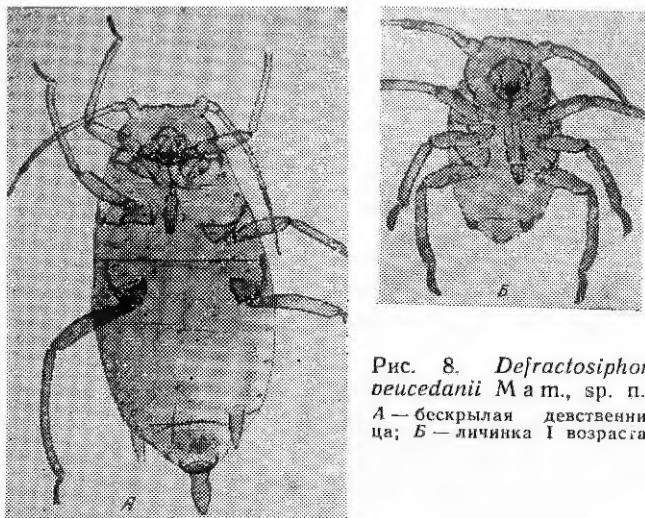 А
Б
Рис. 8. Defractosiphon
peucedanii Mam., sp. n.
А — бескрылая девственни-
ца; Б — личинка I возраста